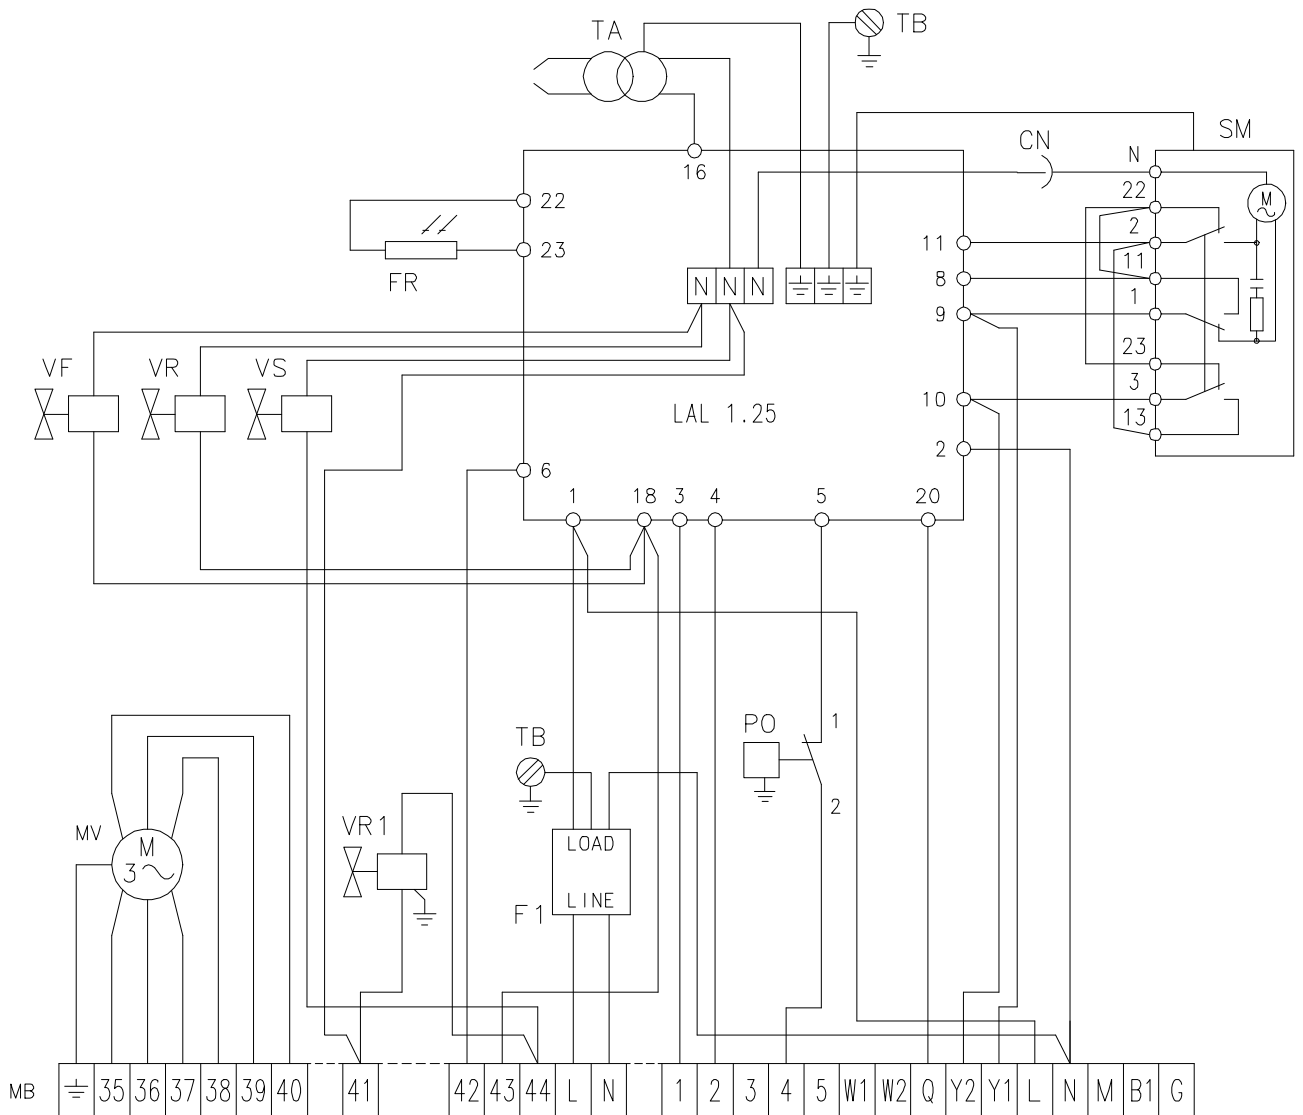 TA
TB
SM
CN
N
16
22
22
2
23
11
11
FR
8
N N N
1
9
VF VR VS
23
3
10
LAL 1.25
13
2
6
1 18 3 4 5 20
PO
1
TB
2
MV
M
3
VR1
LOAD
LINE
F1
M
MB 35 36 37 38 39 40 41 42 43 44 L N 1 2 3 4 5 W1 W2 Q Y2 Y1 L N M B1 G